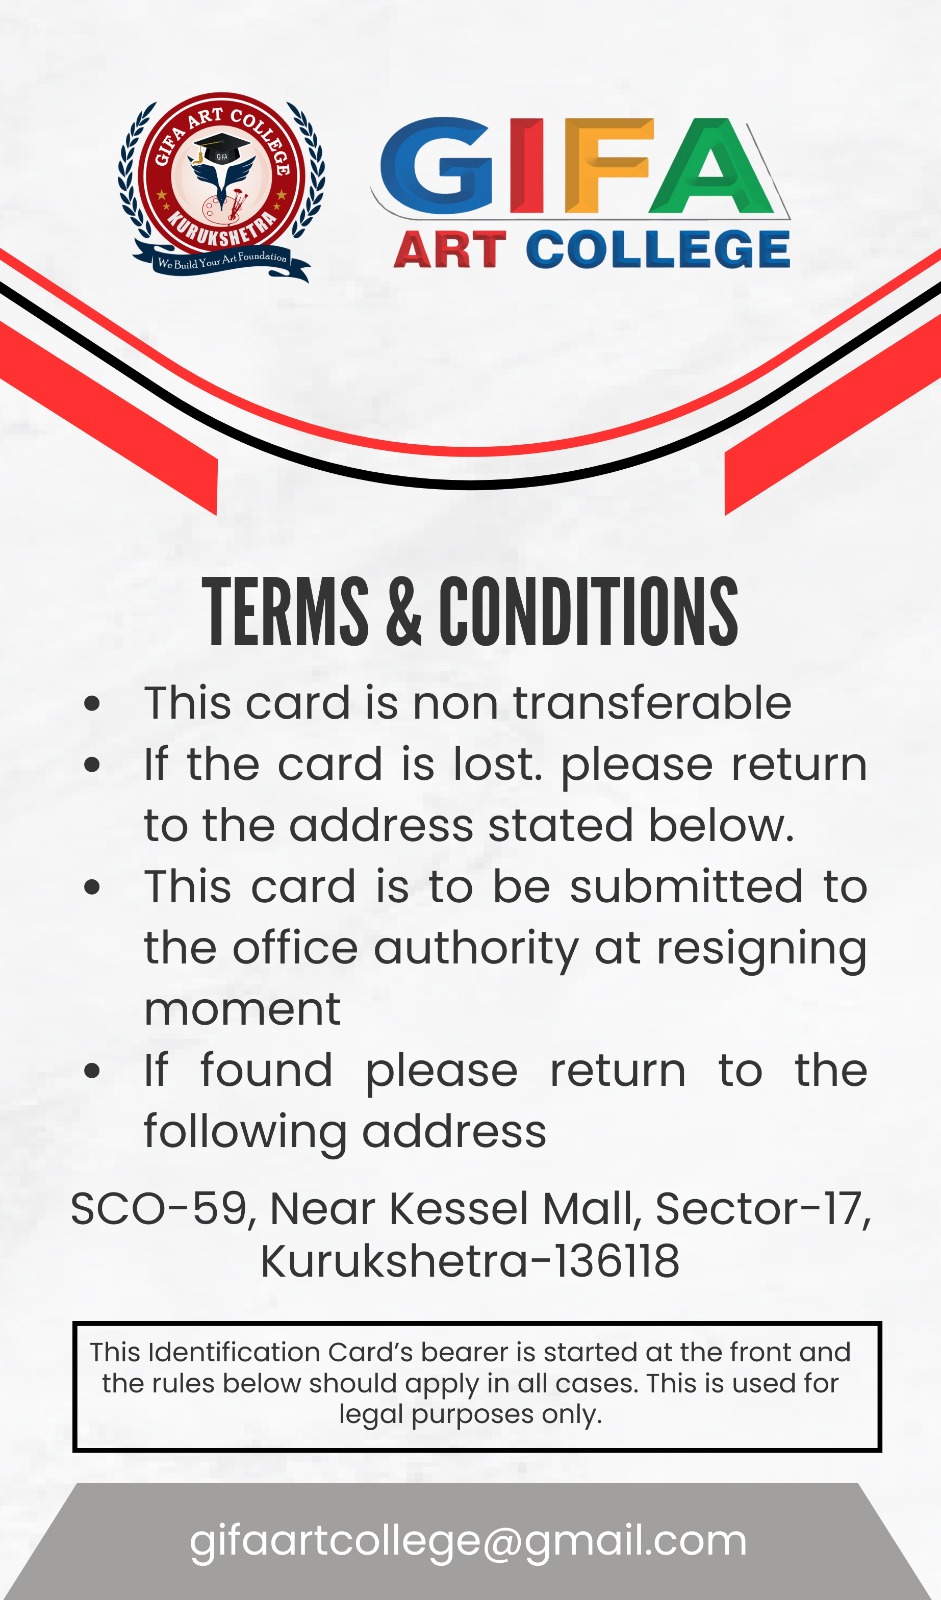 GIFA ART COLLEGE
GIFA
KURUKSHETRA
We Build Your Art Foundation
GIFA
ART COLLEGE
TERMS & CONDITIONS
• This card is non transferable
• If the card is lost. please return
to the address stated below.
• This card is to be submitted to
the office authority at resigning
moment
• If found please return to the
following address
SCO-59, Near Kessel Mall, Sector-17,
Kurukshetra-136118
This Identification Card’s bearer is started at the front and
the rules below should apply in all cases. This is used for
legal purposes only.
gifaartcollege@gmail.com